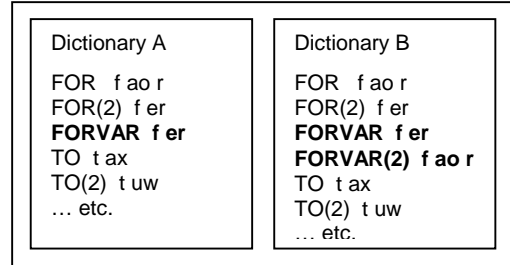 Dictionary A
FOR f ao r
FOR(2) f er
FORVAR f er
TO t ax
TO(2) t uw
… etc.
Dictionary B
FOR f ao r
FOR(2) f er
FORVAR f er
FORVAR(2) f ao r
TO t ax
TO(2) t uw
… etc.